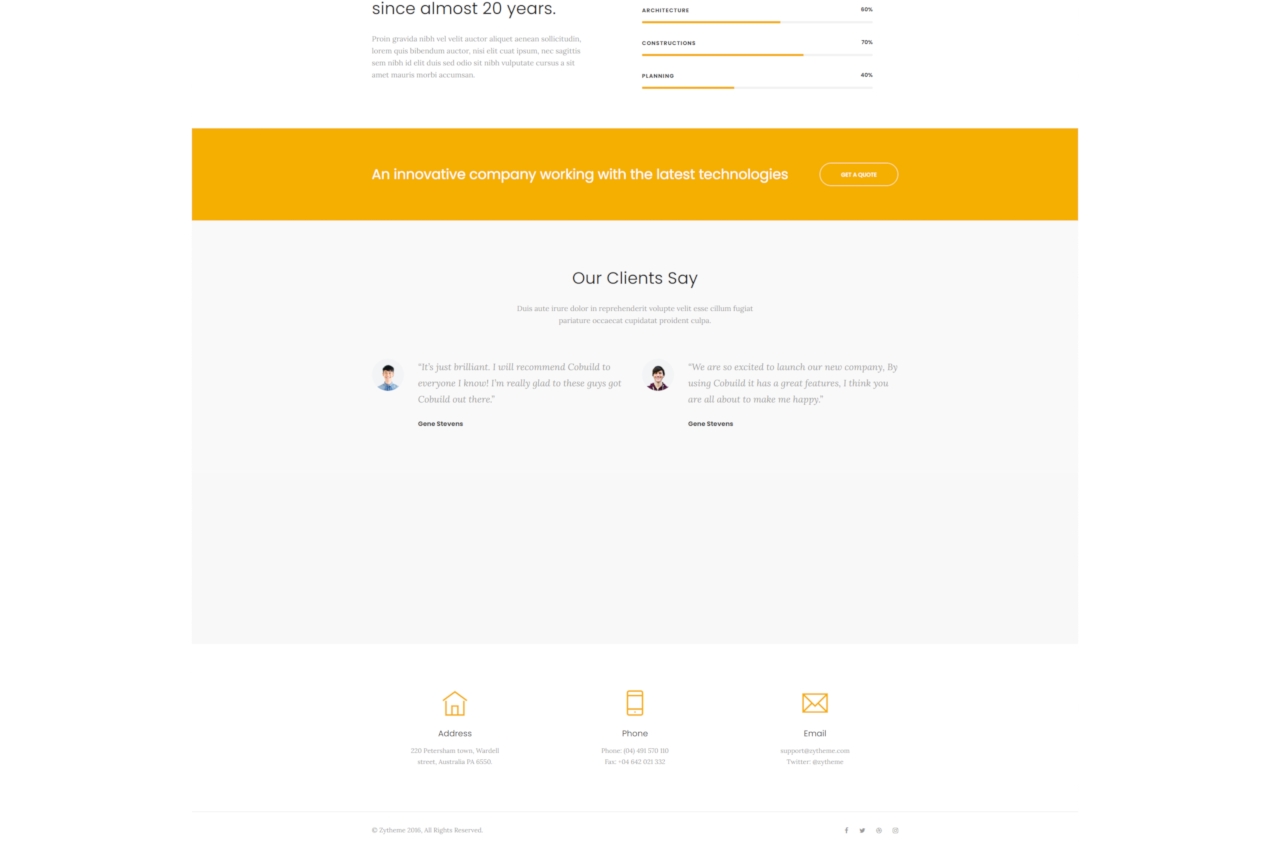 since almost 20 years.
Proin gravida nibh vel velit auctor aliquet aenean sollicitudin,
lorem quis bibendum auctor, nisi elit cuat ipsum, nec sagittis
sem nibh id elit duis sed odio sit nibh vulputate cursus a sit
amet mauris morbi accumsan.
ARCHITECTURE 60%
CONSTRUCTIONS 70%
PLANNING 40%
An innovative company working with the latest technologies
GET A QUOTE
Our Clients Say
Duis aute irure dolor in reprehenderit volupte velit esse cillum fugiat
pariature occaecat cupidatat proident culpa.
“It’s just brilliant. I will recommend Cobuild to
everyone I know! I’m really glad to these guys got
Cobuild out there.”
Gene Stevens
“We are so excited to launch our new company, By
using Cobuild it has a great features, I think you
are all about to make me happy.”
Gene Stevens
Address
220 Petersham town, Wardell
street, Australia PA 6550
Phone
Phone: (04) 491 570 110
Fax: +04 642 021 332
Email
support@zytheme.com
Twitter: @zytheme
© Zytheme 2018, All Rights Reserved.